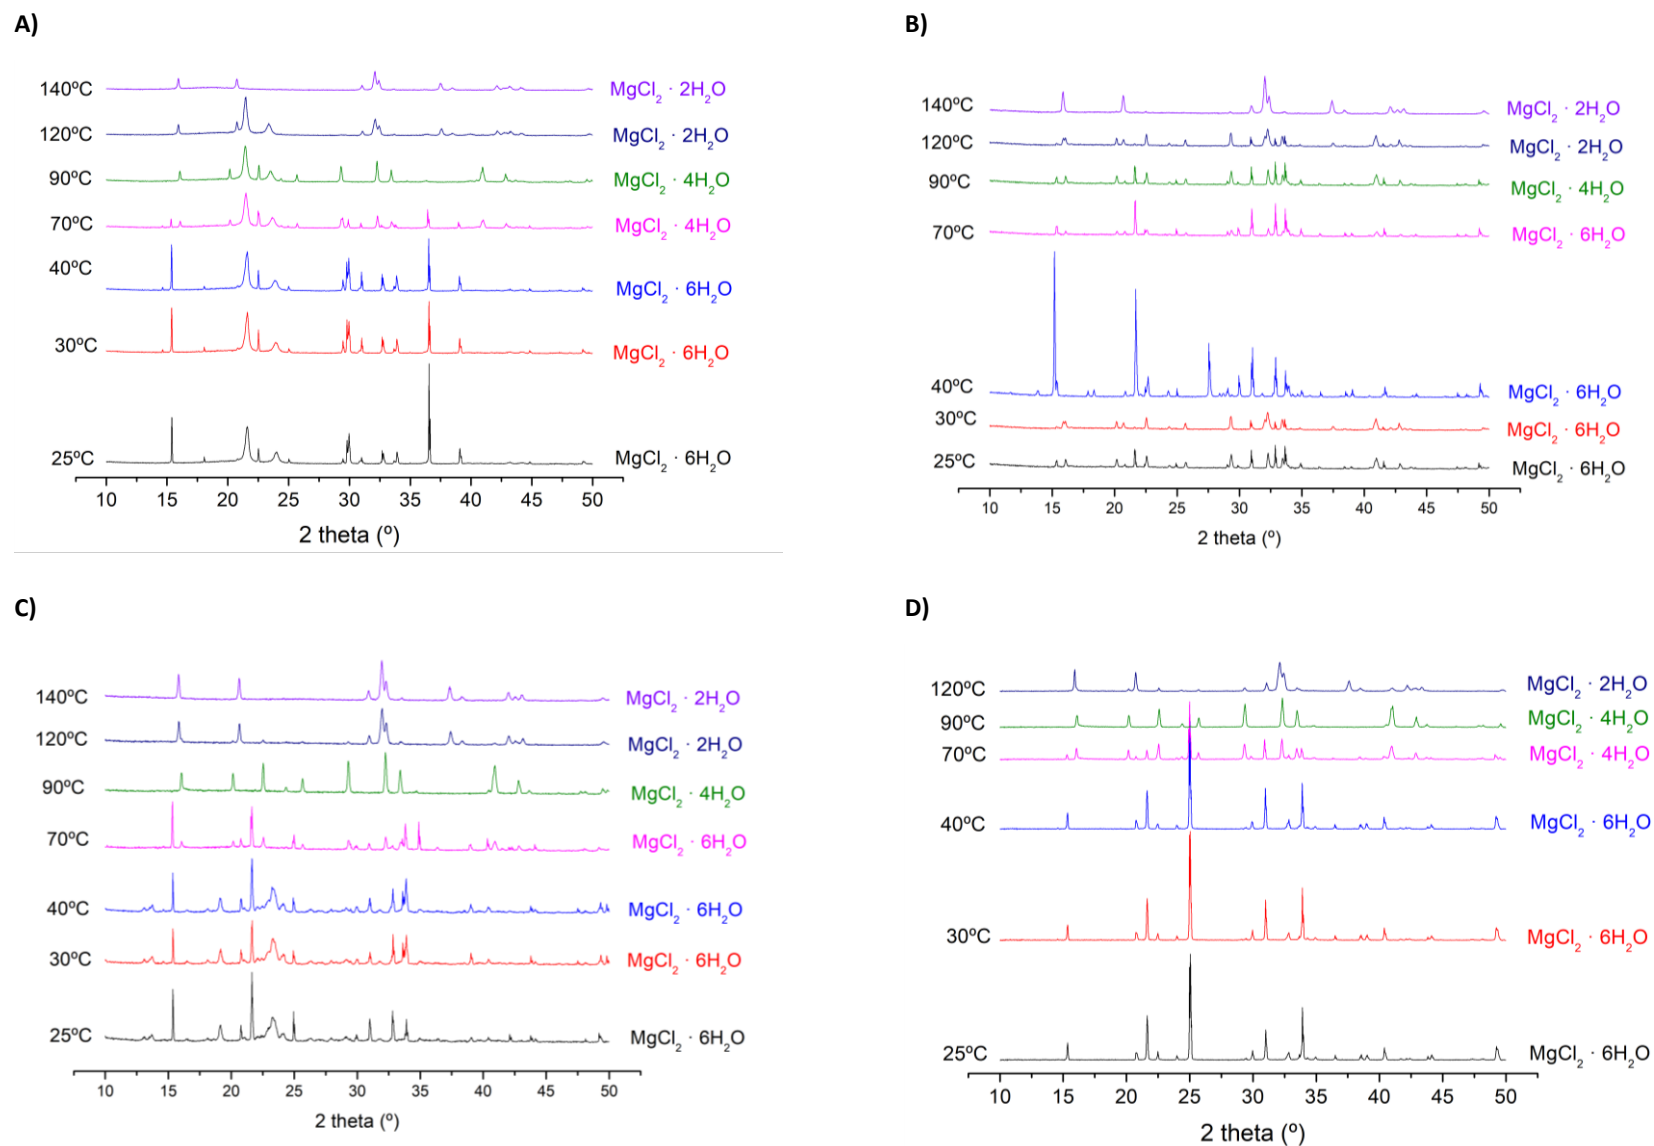 A)
140ºC MgCl2 · 2H2O
120ºC MgCl2 · 2H2O
90ºC MgCl2 · 4H2O
70ºC MgCl2 · 4H2O
40ºC MgCl2 · 6H2O
30ºC MgCl2 · 6H2O
25ºC MgCl2 · 6H2O
10 15 20 25 30 35 40 45 50
2 theta (º)
B)
140ºC MgCl2 · 2H2O
120ºC MgCl2 · 2H2O
90ºC MgCl2 · 4H2O
70ºC MgCl2 · 6H2O
40ºC MgCl2 · 6H2O
30ºC MgCl2 · 6H2O
25ºC MgCl2 · 6H2O
10 15 20 25 30 35 40 45 50
2 theta (º)
C)
140ºC MgCl2 · 2H2O
120ºC MgCl2 · 2H2O
90ºC MgCl2 · 4H2O
70ºC MgCl2 · 6H2O
40ºC MgCl2 · 6H2O
30ºC MgCl2 · 6H2O
25ºC MgCl2 · 6H2O
10 15 20 25 30 35 40 45 50
2 theta (º)
D)
120ºC MgCl2 · 2H2O
90ºC MgCl2 · 4H2O
70ºC MgCl2 · 4H2O
40ºC MgCl2 · 6H2O
30ºC MgCl2 · 6H2O
25ºC MgCl2 · 6H2O
10 15 20 25 30 35 40 45 50
2 theta (º)